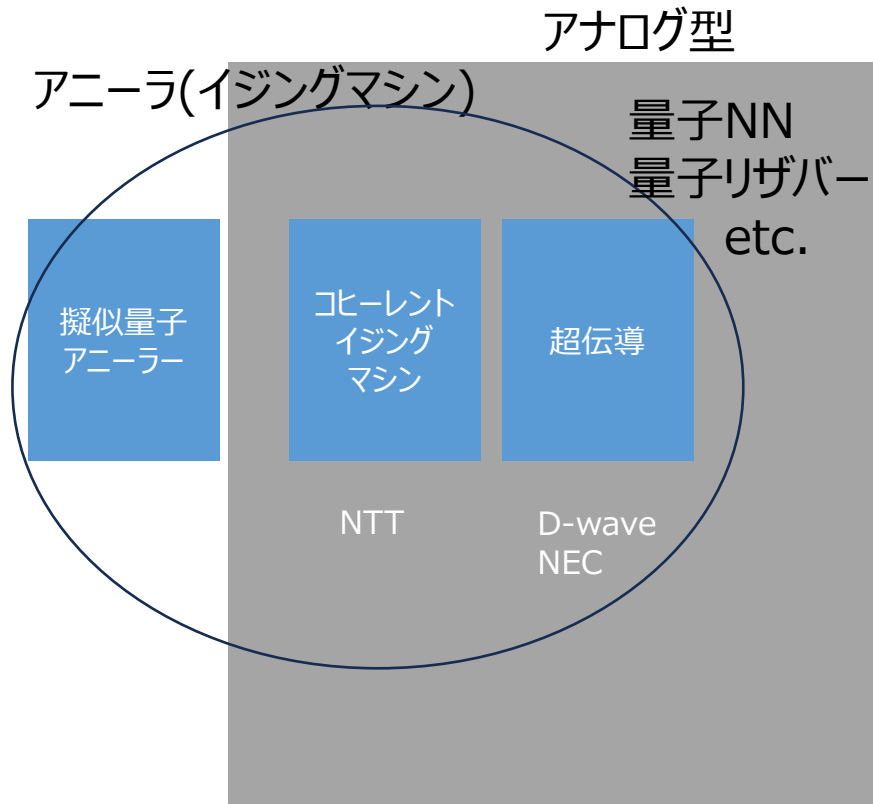 アナログ型
アニーラ(イジングマシン)
量子NN
量子リザバー
etc.
擬似量子
アニーラー
コヒーレント
イジング
マシン
超伝導
NTT
D-wave
NEC